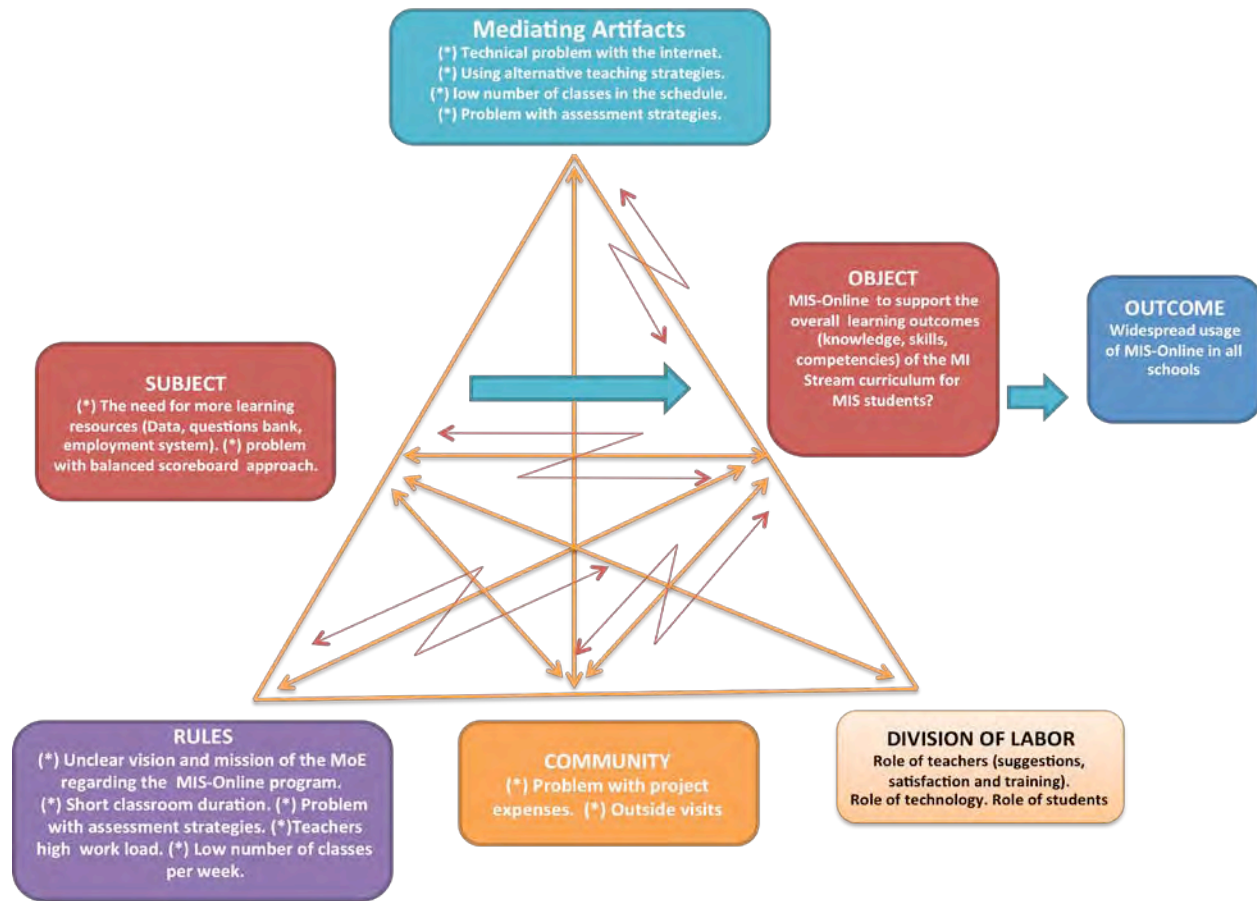 Mediating Artifacts
(*) Technical problem with the internet.
(*) Using alternative teaching strategies.
(*) low number of classes in the schedule.
(*) Problem with assessment strategies.
OBJECT
MIS-Online to support the
overall learning outcomes
(knowledge, skills,
competencies) of the MI
Stream curriculum for
MIS students?
OUTCOME
Widespread usage
of MIS-Online in all
schools
SUBJECT
(*) The need for more learning
resources (Data, questions bank,
employment system). (*) problem
with balanced scoreboard approach.
RULES
(*) Unclear vision and mission of the MoE
regarding the MIS-Online program.
(*) Short classroom duration. (*) Problem
with assessment strategies. (*)Teachers
high work load. (*) Low number of classes
per week.
COMMUNITY
(*) Problem with project
expenses. (*) Outside visits
DIVISION OF LABOR
Role of teachers (suggestions,
satisfaction and training).
Role of technology. Role of students